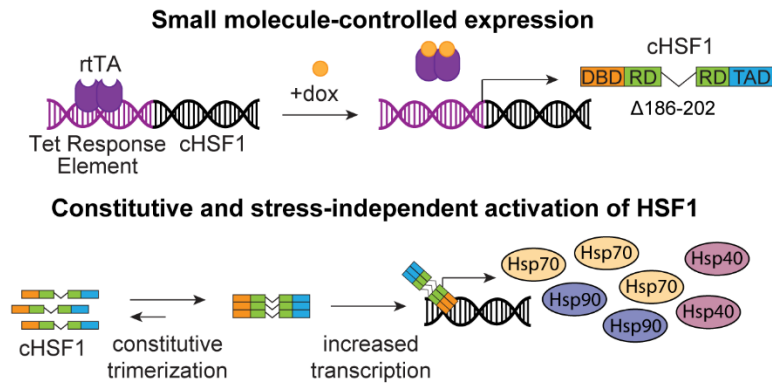 Small molecule-controlled expression
rtTA
+dox
cHSF1
DBD RD RD TAD
Δ186-202
Tet Response
Element
cHSF1
Constitutive and stress-independent activation of HSF1
Hsp70
Hsp70
Hsp40
Hsp90
Hsp70
Hsp90
Hsp40
cHSF1
constitutive
trimerization
increased
transcription